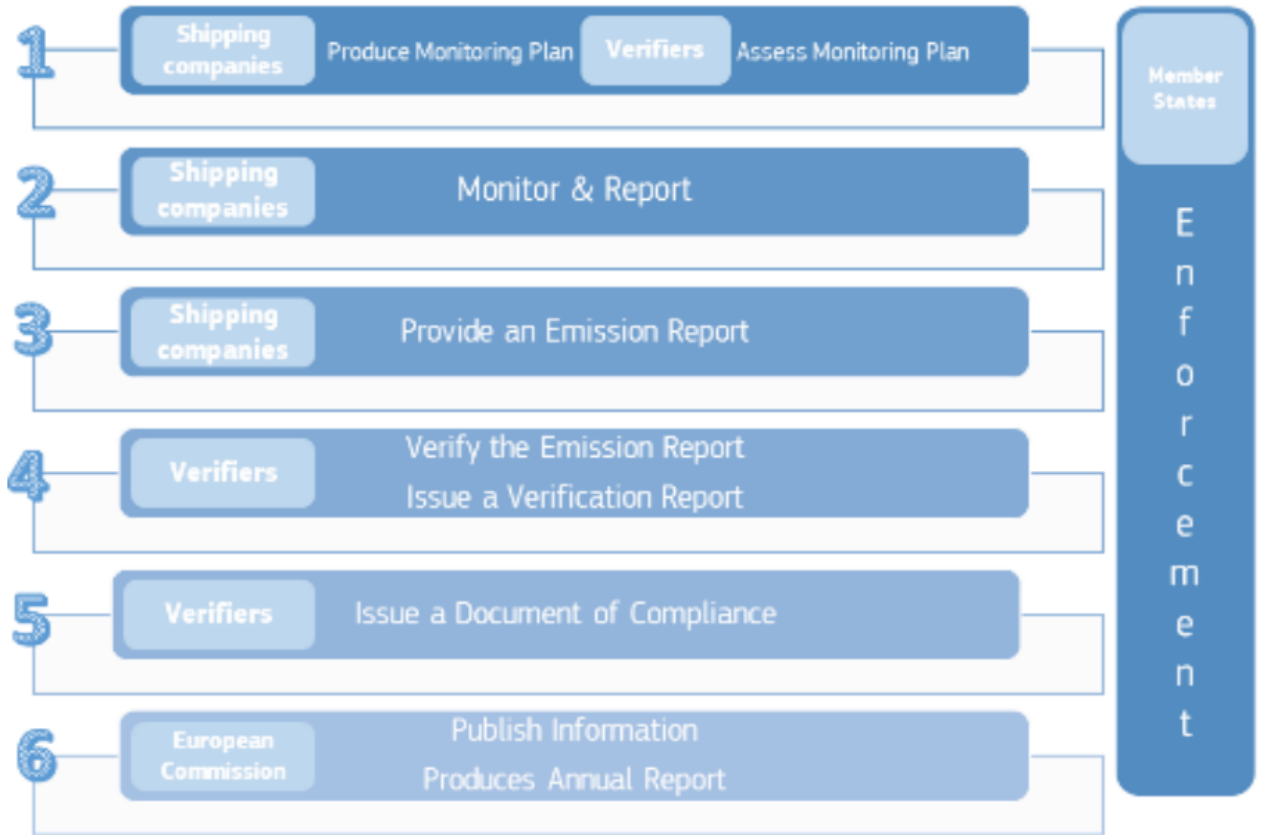 1
Shipping
companies
Produce Monitoring Plan
Verifiers
Assess Monitoring Plan
2
Shipping
companies
Monitor & Report
3
Shipping
companies
Provide an Emission Report
4
Verifiers
Verify the Emission Report
Issue a Verification Report
5
Verifiers
Issue a Document of Compliance
6
European
Commission
Publish Information
Produces Annual Report
Member
States
Enforcement